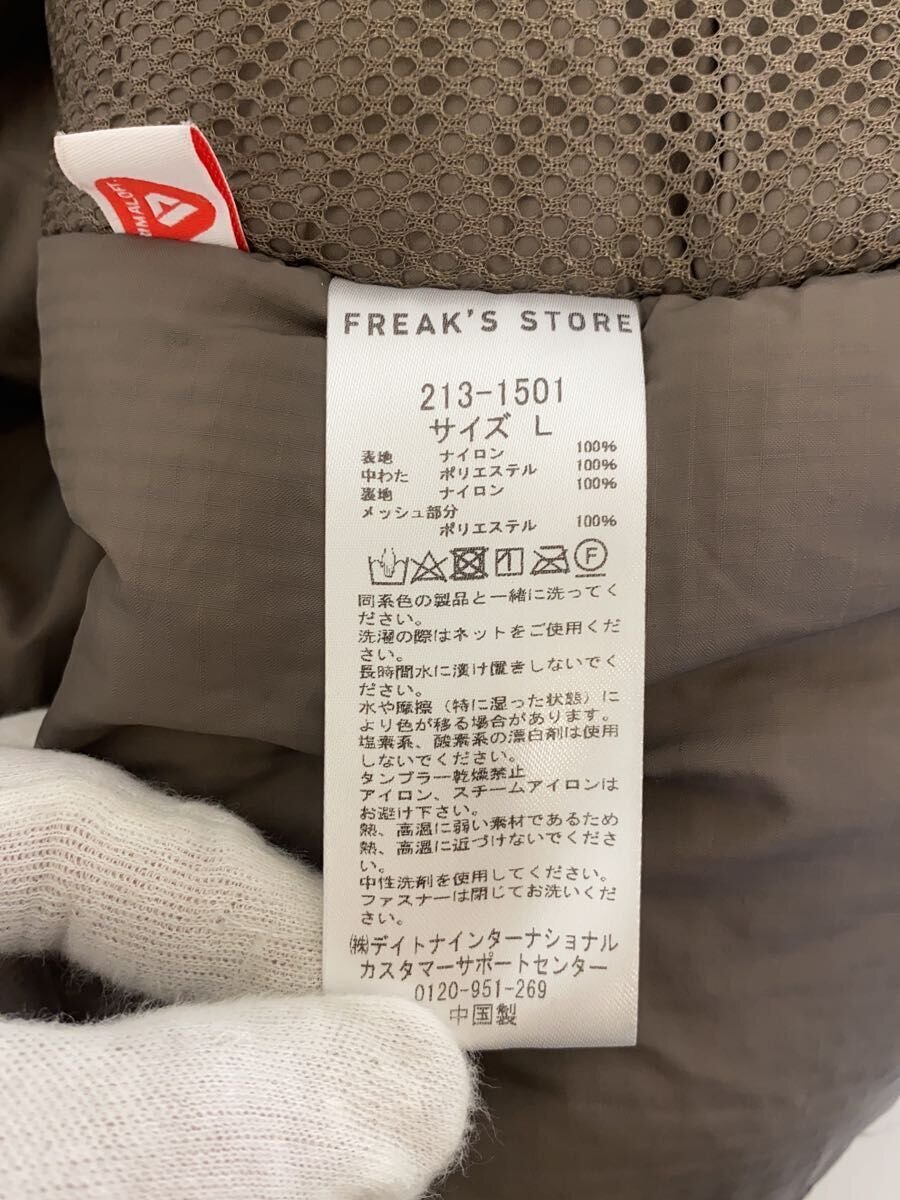 FREAK'S STORE
213-1501
サイズ L
表地 ナイロン 100%
中わた ポリエステル 100%
裏地 ナイロン 100%
メッシュ部分
ポリエステル 100%
F
同系色の製品と一緒に洗ってく
ださい。
洗濯の際はネットをご使用くだ
さい。
長時間水に漬け置きしないでく
ださい。
水や摩擦（特に湿った状態）に
より色が移る場合があります。
塩素系、酸素系の漂白剤は使用
しないでください。
タンブラー乾燥禁止
アイロン、スチームアイロンは
お避け下さい。
熱、高温に弱い素材であるため
熱、高温に近づけないでくださ
い。
中性洗剤を使用してください。
ファスナーは閉じてお洗いくだ
さい。
㈱デイトナインターナショナル
カスタマーサポートセンター
0120-951-269
中国製